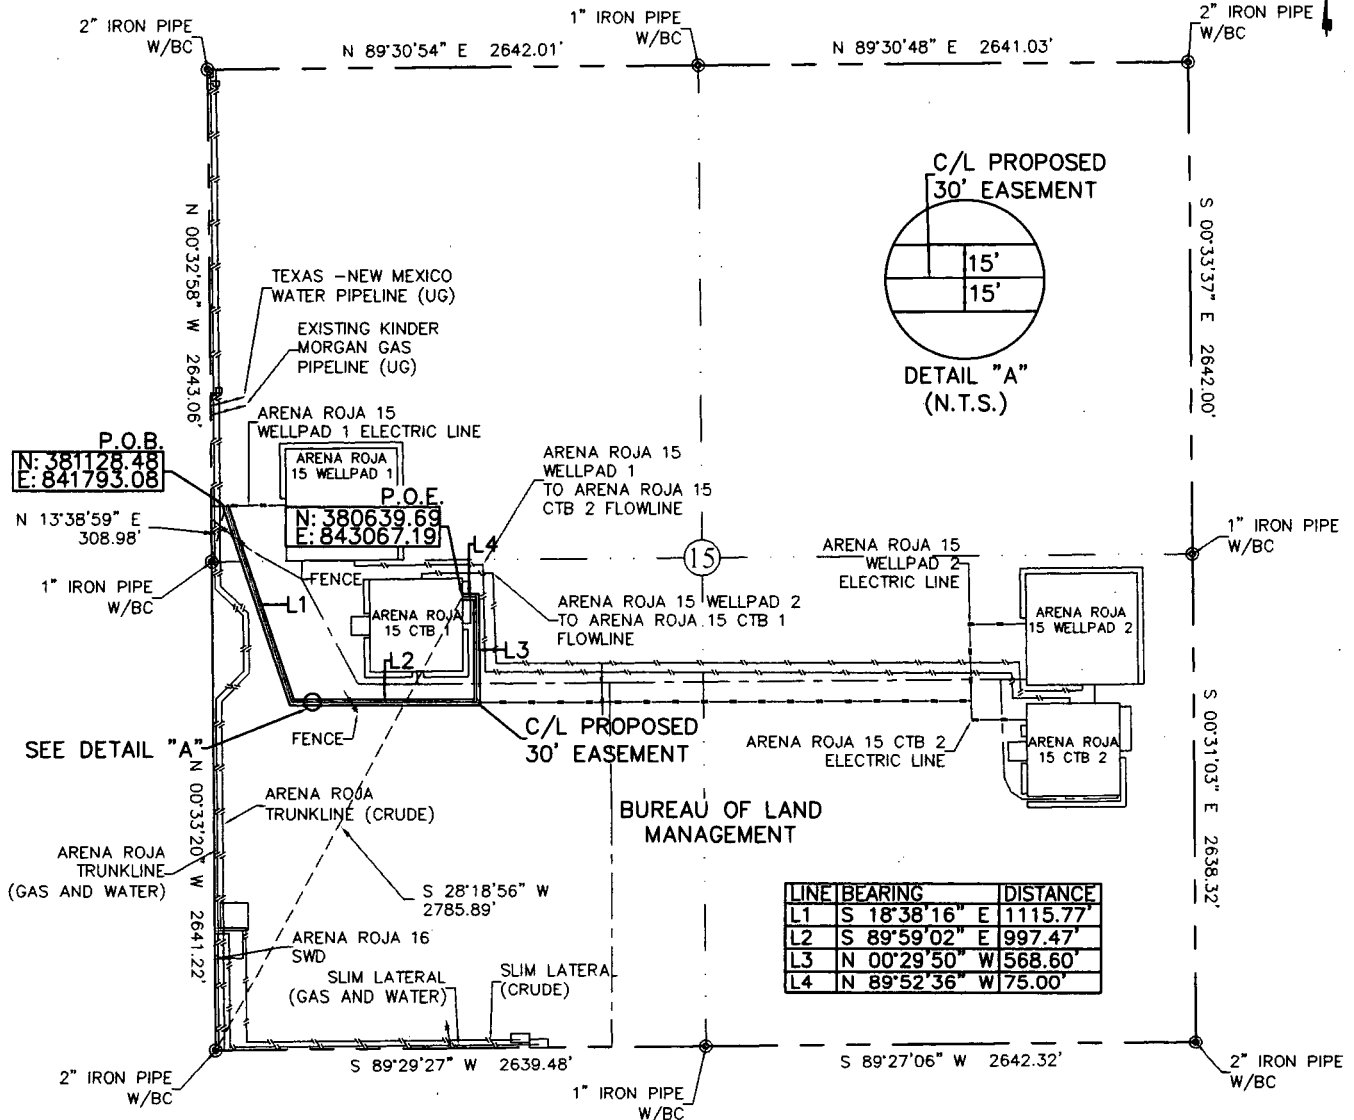 2" IRON PIPE
W/BC
N 89°30'54" E 2642.01'
1" IRON PIPE
W/BC
N 89°30'48" E 2641.03'
2" IRON PIPE
W/BC
C/L PROPOSED
30' EASEMENT
15'
15'
DETAIL "A"
(N.T.S.)
N 00°32'58" W 2643.06'
S 00°33'37" E 2642.00'
TEXAS -NEW MEXICO
WATER PIPELINE (UG)
EXISTING KINDER
MORGAN GAS
PIPELINE (UG)
ARENA ROJA 15
WELLPAD 1 ELECTRIC LINE
P.O.B.
N: 381128.48
E: 841793.08
ARENA ROJA
15 WELLPAD 1
P.O.E.
N: 380639.69
E: 843067.19
ARENA ROJA 15
WELLPAD 1
TO ARENA ROJA 15
CTB 2 FLOWLINE
N 13°38'59" E
308.98'
1" IRON PIPE
W/BC
L4
15
ARENA ROJA 15
WELLPAD 2
ELECTRIC LINE
1" IRON PIPE
W/BC
FENCE
L1
ARENA ROJA
15 CTB 1
ARENA ROJA 15 WELLPAD 2
TO ARENA ROJA 15 CTB 1
FLOWLINE
ARENA ROJA
15 WELLPAD 2
L3
L2
SEE DETAIL "A"
FENCE
C/L PROPOSED
30' EASEMENT
ARENA ROJA 15 CTB 2
ELECTRIC LINE
ARENA ROJA
15 CTB 2
N 00°33'20" W 2641.22'
S 00°31'03" E 2638.32'
ARENA ROJA
TRUNKLINE (CRUDE)
BUREAU OF LAND
MANAGEMENT
ARENA ROJA
TRUNKLINE
(GAS AND WATER)
S 28°18'56" W
2785.89'
LINE BEARING DISTANCE
L1 S 18°38'16" E 1115.77'
L2 S 89°59'02" E 997.47'
L3 N 00°29'50" W 568.60'
L4 N 89°52'36" W 75.00'
ARENA ROJA 16
SWD
SLIM LATERAL
(GAS AND WATER)
SLIM LATERAL
(CRUDE)
2" IRON PIPE
W/BC
S 89°29'27" W 2639.48'
1" IRON PIPE
W/BC
S 89°27'06" W 2642.32'
2" IRON PIPE
W/BC